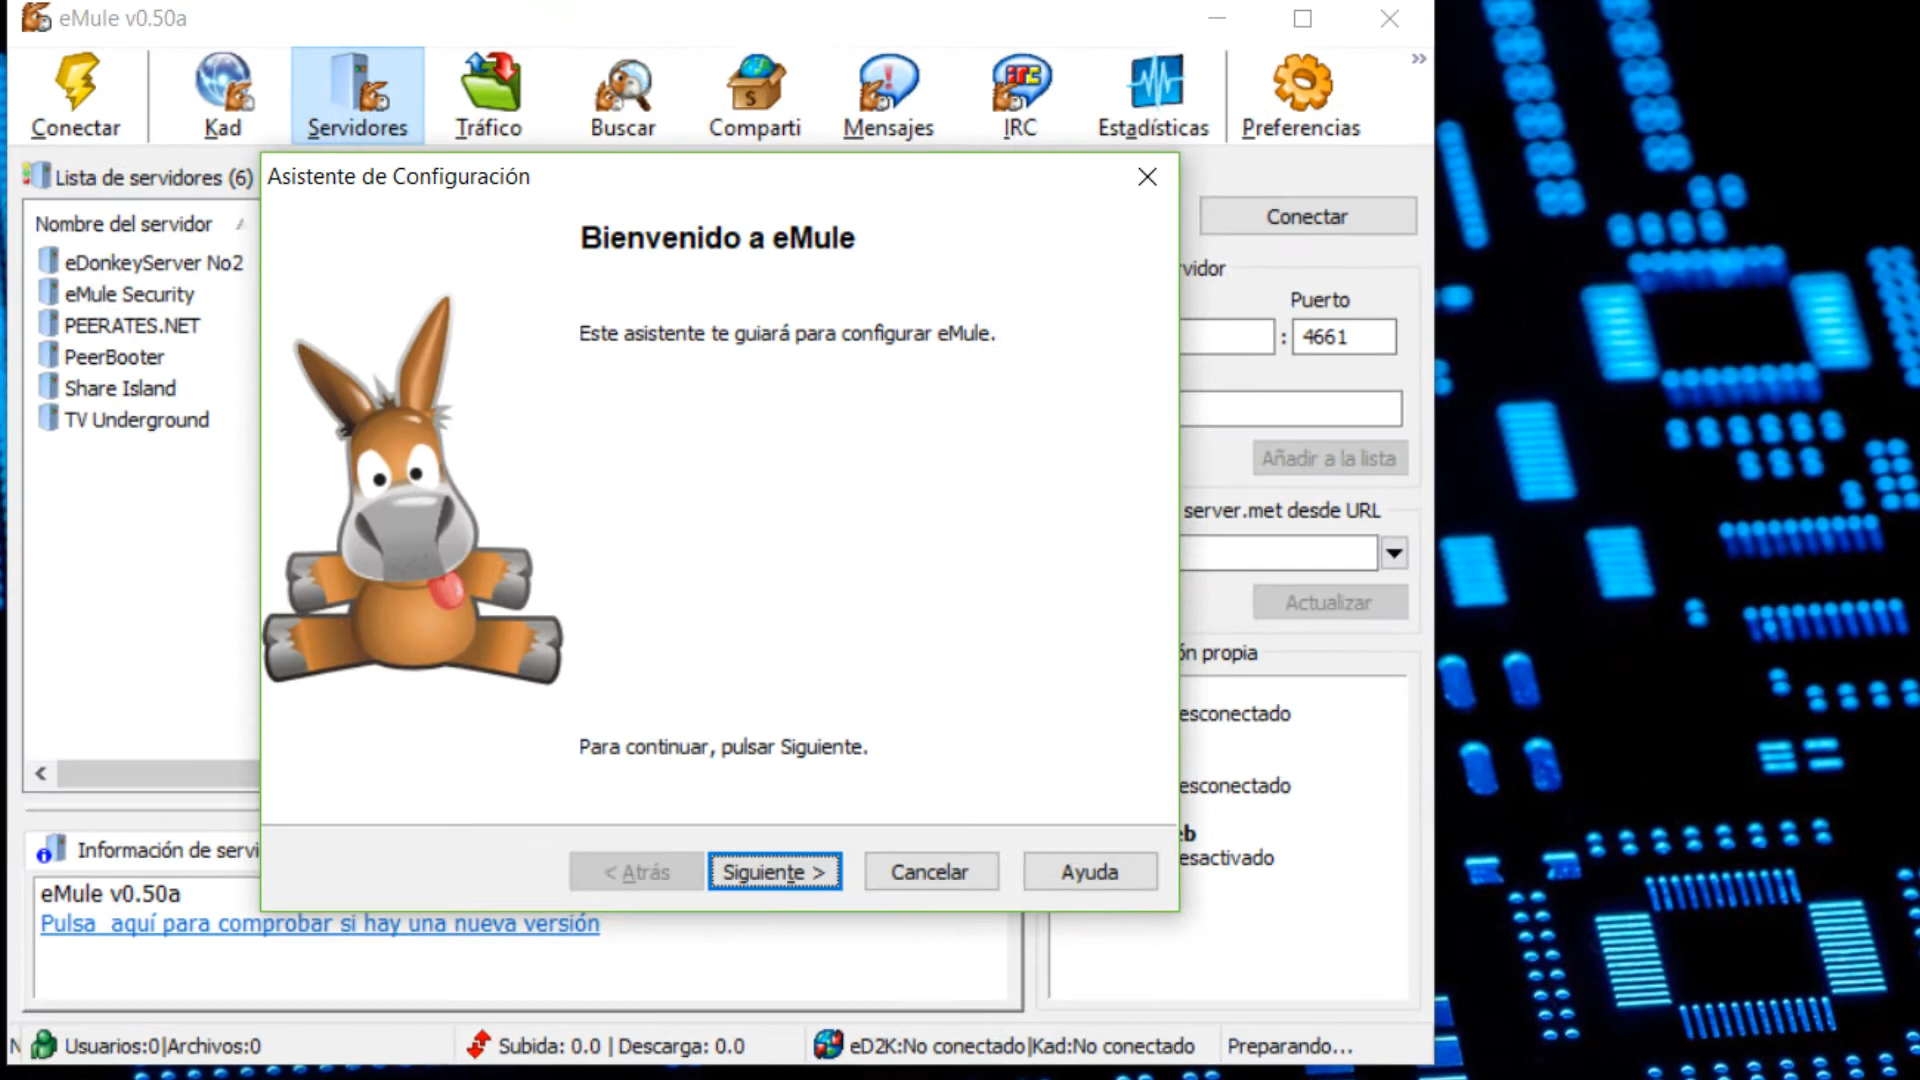 eMule v0.50a
Conectar
Kad
Servidores
Tráfico
Buscar
Comparti
Mensajes
IRC
Estadísticas
Preferencias
Lista de servidores (6)
Nombre del servidor
eDonkeyServer No2
eMule Security
PEERATES.NET
PeerBooter
Share Island
TV Underground
Asistente de Configuración
Bienvenido a eMule
Este asistente te guiará para configurar eMule.
Para continuar, pulsar Siguiente.
< Atrás
Siguiente >
Cancelar
Ayuda
Conectar
vidor
Puerto
: 4661
Añadir a la lista
server.met desde URL
Actualizar
ón propia
esconectado
esconectado
eb
esactivado
Información de servi
eMule v0.50a
Pulsa aquí para comprobar si hay una nueva versión
Usuarios:0|Archivos:0
Subida: 0.0 | Descarga: 0.0
eD2K:No conectado|Kad:No conectado
Preparando...